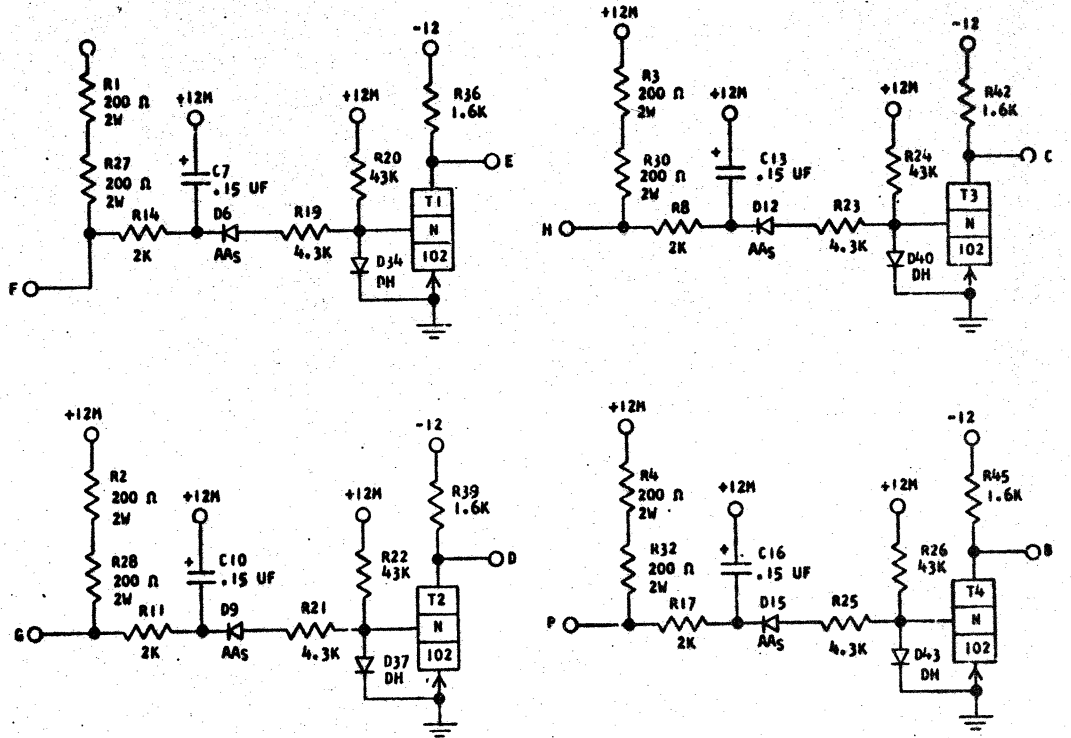 -12
R1
200 Ω
2W
+12M
+12M
R36
1.6K
R27
200 Ω
2W
C7
.15 UF
R20
43K
E
T1
N
102
R14
2K
D6
AAS
R19
4.3K
D34
DH
F
+12M
-12
R3
200 Ω
2W
+12M
+12M
R42
1.6K
R30
200 Ω
2W
C13
.15 UF
R24
43K
C
T3
N
102
H
R8
2K
D12
AAS
R23
4.3K
D40
DH
+12M
-12
R2
200 Ω
2W
+12M
+12M
R39
1.6K
R28
200 Ω
2W
C10
.15 UF
R22
43K
D
T2
N
102
G
R11
2K
D9
AAS
R21
4.3K
D37
DH
+12M
-12
R4
200 Ω
2W
+12M
+12M
R45
1.6K
R32
200 Ω
2W
C16
.15 UF
R26
43K
B
T4
N
102
P
R17
2K
D15
AAS
R25
4.3K
D43
DH